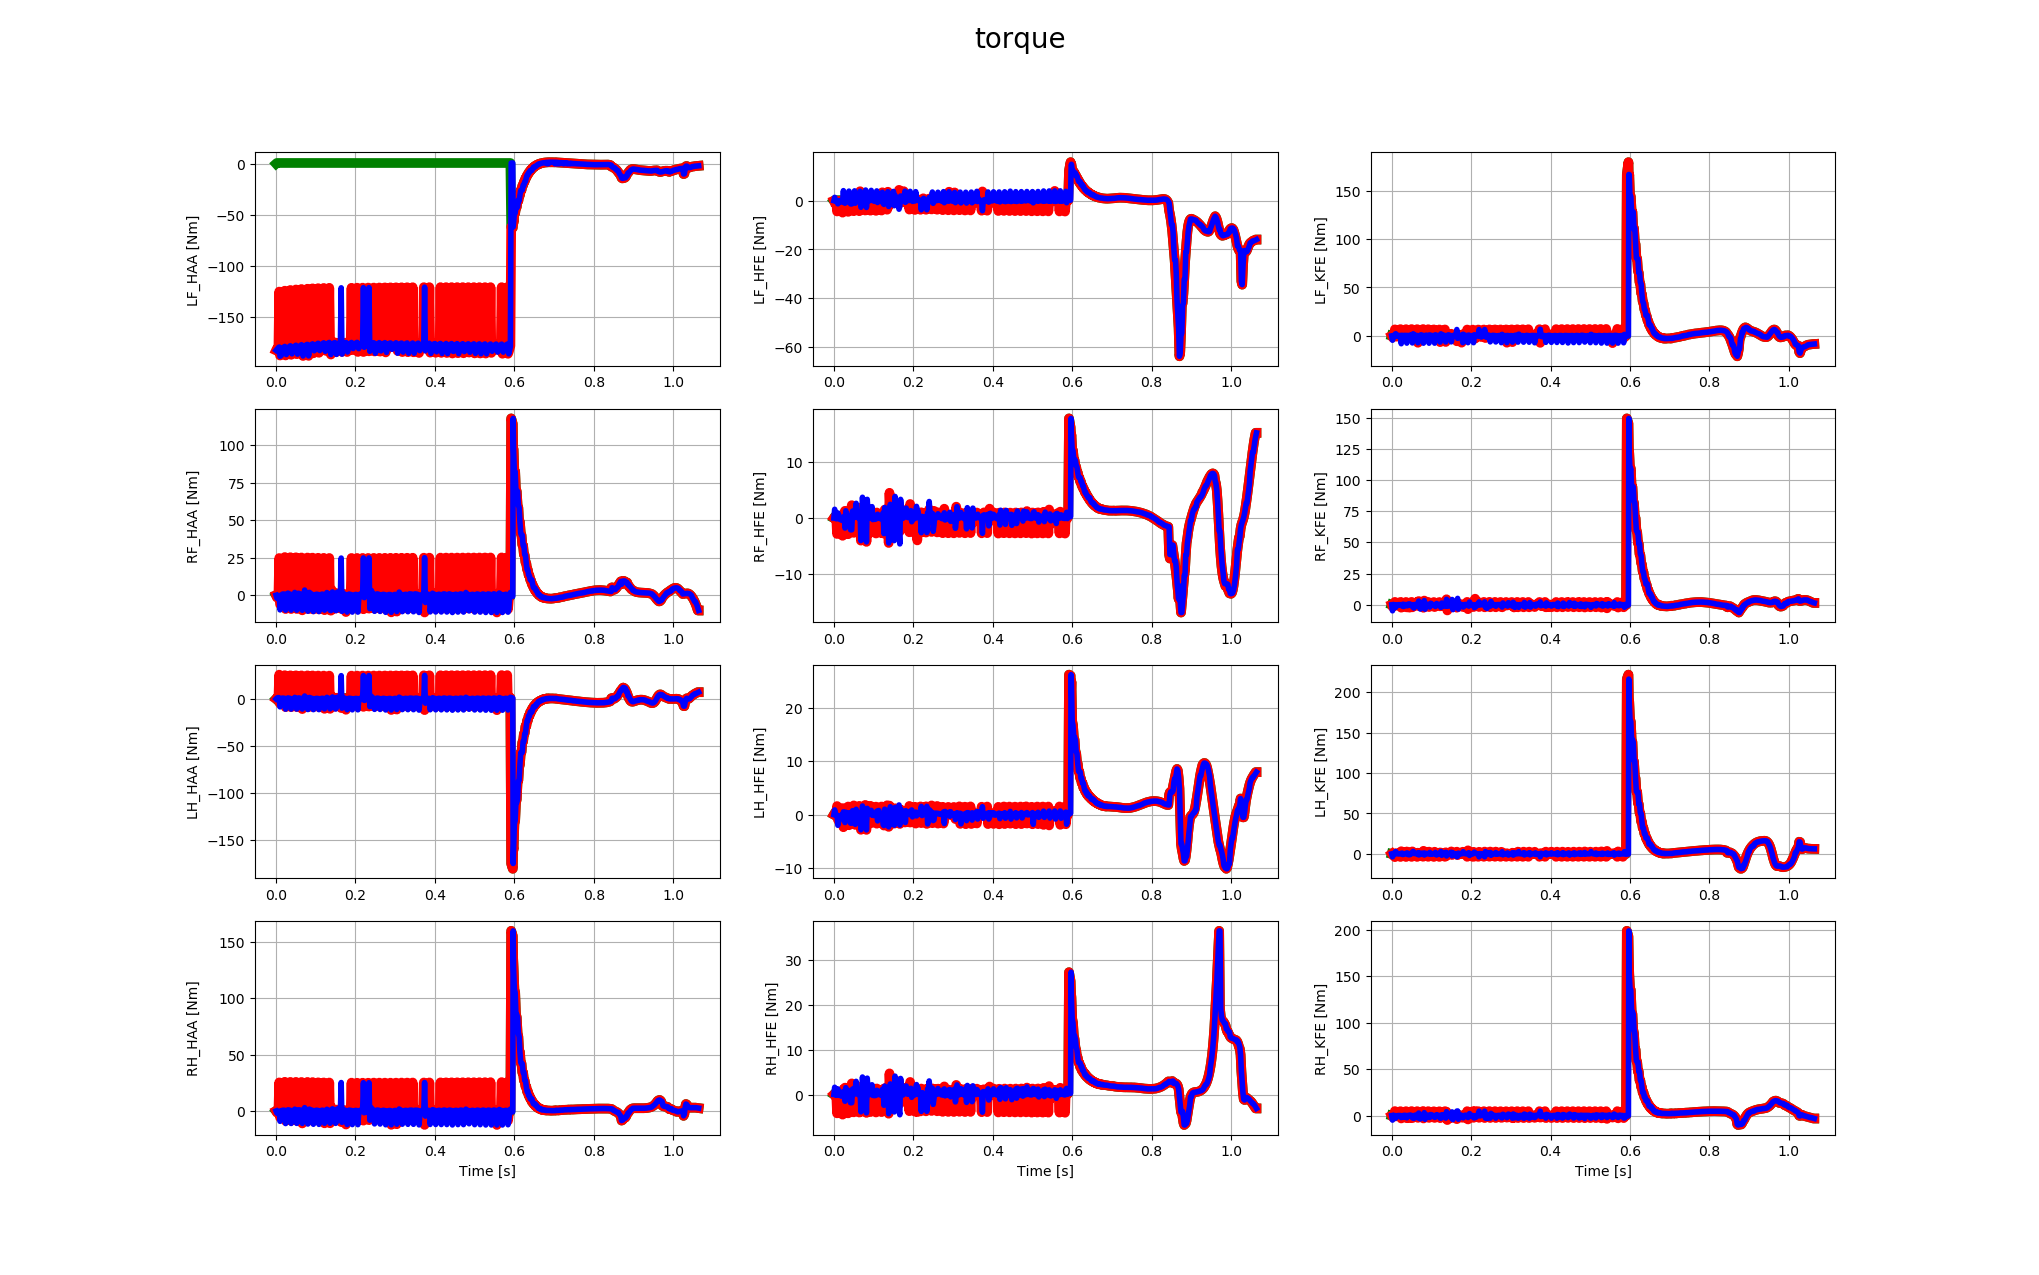 torque
LF_HAA [Nm]
0
−50
−100
−150
0.0 0.2 0.4 0.6 0.8 1.0
LF_HFE [Nm]
0
−20
−40
−60
0.0 0.2 0.4 0.6 0.8 1.0
LF_KFE [Nm]
150
100
50
0
0.0 0.2 0.4 0.6 0.8 1.0
RF_HAA [Nm]
100
75
50
25
0
0.0 0.2 0.4 0.6 0.8 1.0
RF_HFE [Nm]
10
0
−10
0.0 0.2 0.4 0.6 0.8 1.0
RF_KFE [Nm]
150
125
100
75
50
25
0
0.0 0.2 0.4 0.6 0.8 1.0
LH_HAA [Nm]
0
−50
−100
−150
0.0 0.2 0.4 0.6 0.8 1.0
LH_HFE [Nm]
20
10
0
−10
0.0 0.2 0.4 0.6 0.8 1.0
LH_KFE [Nm]
200
150
100
50
0
0.0 0.2 0.4 0.6 0.8 1.0
RH_HAA [Nm]
150
100
50
0
0.0 0.2 0.4 0.6 0.8 1.0
Time [s]
RH_HFE [Nm]
30
20
10
0
0.0 0.2 0.4 0.6 0.8 1.0
Time [s]
RH_KFE [Nm]
200
150
100
50
0
0.0 0.2 0.4 0.6 0.8 1.0
Time [s]